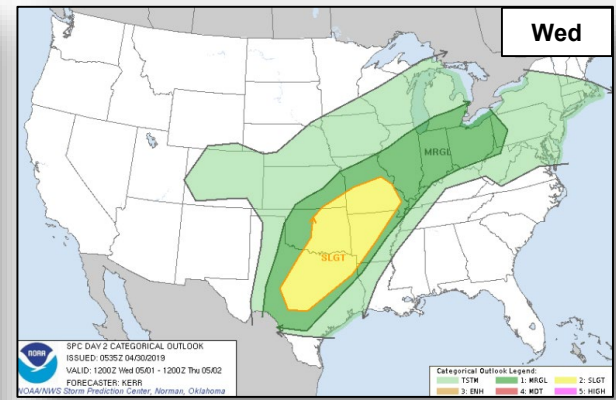 Wed
MRGL
SLGT
NOAA
SPC DAY 2 CATEGORICAL OUTLOOK
ISSUED: 0535Z 04/30/2019
VALID: 1200Z Wed 05/01 - 1200Z Thu 05/02
FORECASTER: KERR
NOAA/NWS Storm Prediction Center, Norman, Oklahoma
Categorical Outlook Legend:
TSTM 1: MRGL 2: SLGT
3: ENH 4: MDT 5: HIGH